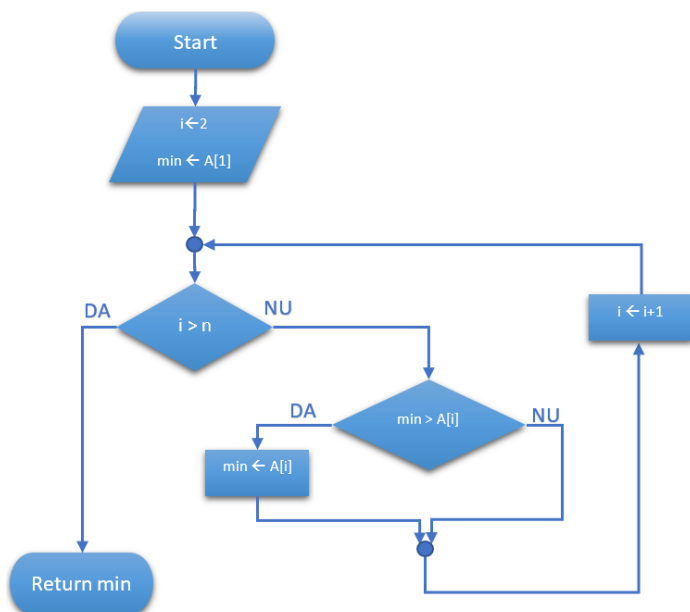 Start
i←2
min ← A[1]
i > n
DA
NU
i ← i+1
min > A[i]
DA
NU
min ← A[i]
Return min